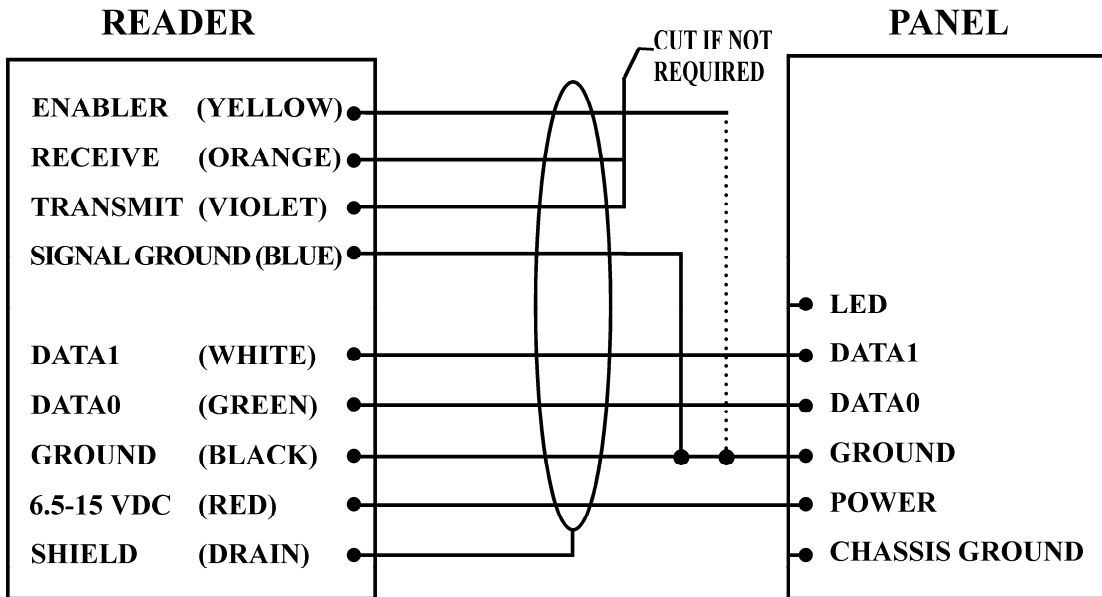 READER
PANEL
CUT IF NOT
REQUIRED
ENABLER (YELLOW)
RECEIVE (ORANGE)
TRANSMIT (VIOLET)
SIGNAL GROUND (BLUE)
DATA1 (WHITE)
DATA0 (GREEN)
GROUND (BLACK)
6.5-15 VDC (RED)
SHIELD (DRAIN)
LED
DATA1
DATA0
GROUND
POWER
CHASSIS GROUND